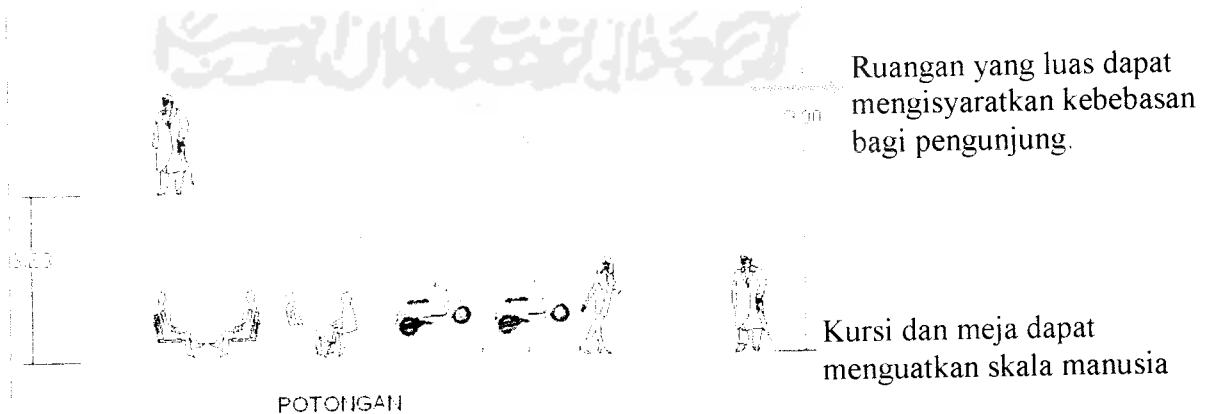 Ruangan yang luas dapat
mengisyaratkan kebebasan
bagi pengunjung.
Kursi dan meja dapat
menguatkan skala manusia
POTONGAN